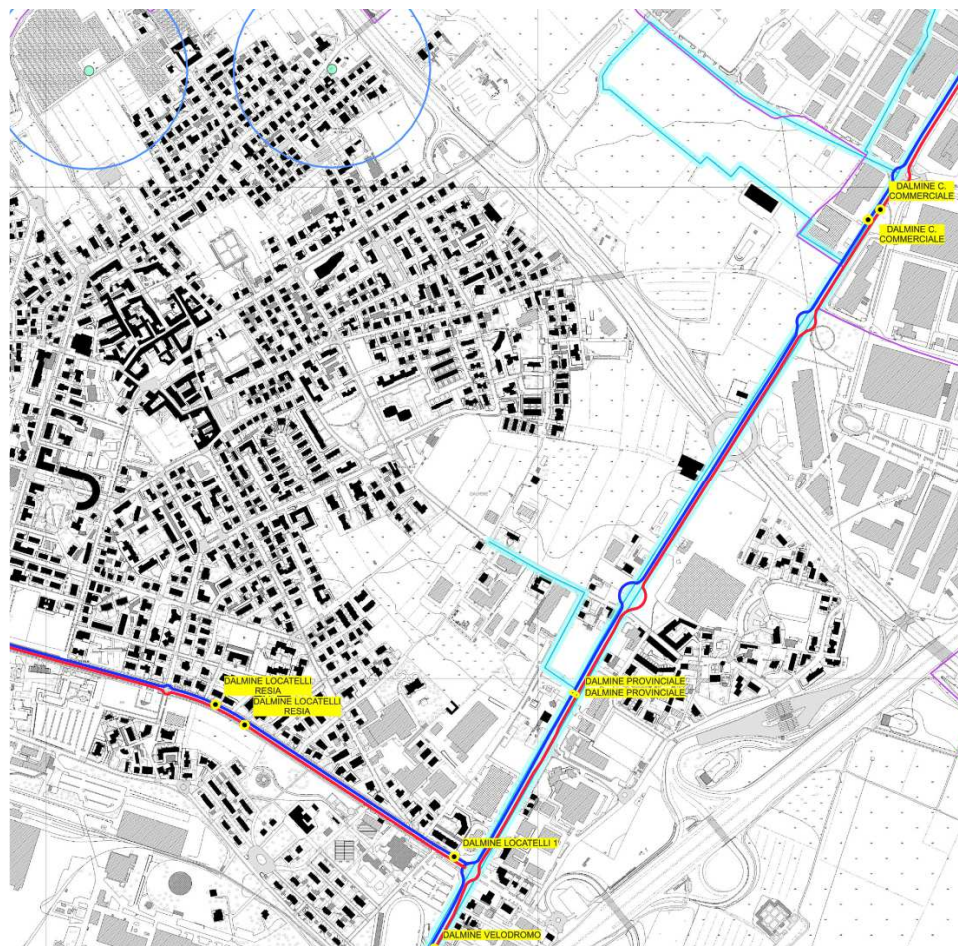 DALMINE C.
COMMERCIALE
DALMINE C.
COMMERCIALE
DALMINE LOCATELLI
RESIA
DALMINE LOCATELLI
RESIA
DALMINE PROVINCIALE
DALMINE PROVINCIALE
DALMINE LOCATELLI 1
DALMINE VELODROMO